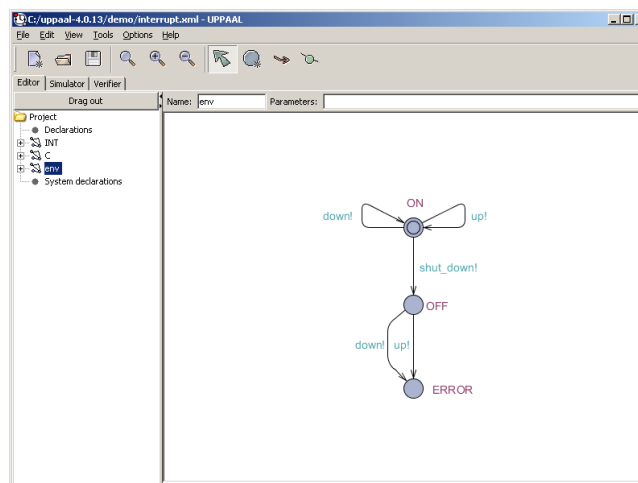 C:/uppaal-4.0.13/demo/interrupt.xml - UPPAAL
File Edit View Tools Options Help
Editor Simulator Verifier
Drag out
Name: env Parameters:
Project
Declarations
INT
C
env
System declarations
ON
down! up!
shut_down!
OFF
down! up!
ERROR